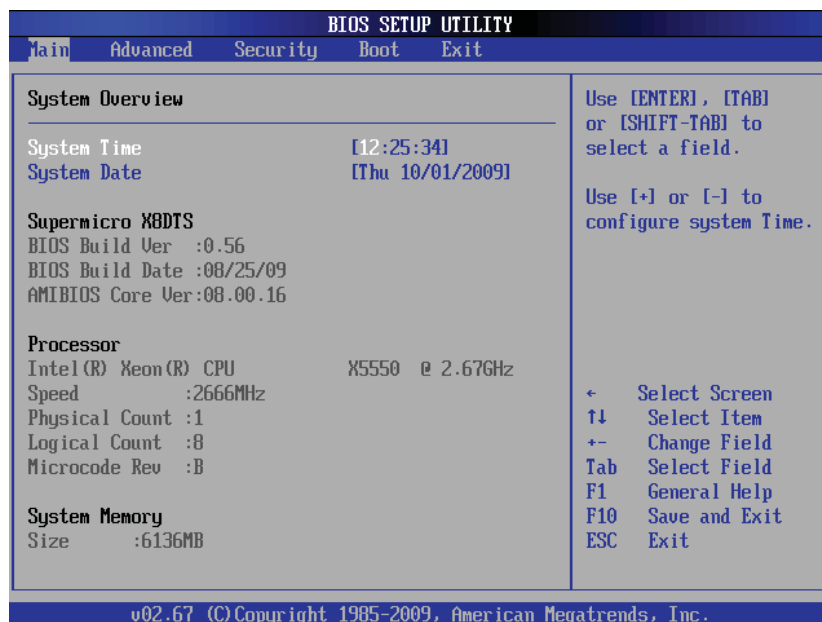 BIOS SETUP UTILITY
Main Advanced Security Boot Exit
System Overview
System Time [12:25:34]
System Date [Thu 10/01/2009]
Supermicro X8DTS
BIOS Build Ver :0.56
BIOS Build Date :08/25/09
AMIBIOS Core Ver:08.00.16
Processor
Intel(R) Xeon(R) CPU X5550 @ 2.67GHz
Speed :2666MHz
Physical Count :1
Logical Count :8
Microcode Rev :B
System Memory
Size :6136MB
Use [ENTER], [TAB]
or [SHIFT-TAB] to
select a field.
Use [+] or [-] to
configure system Time.
← Select Screen
↑↓ Select Item
+- Change Field
Tab Select Field
F1 General Help
F10 Save and Exit
ESC Exit
v02.67 (C)Copyright 1985-2009, American Megatrends, Inc.